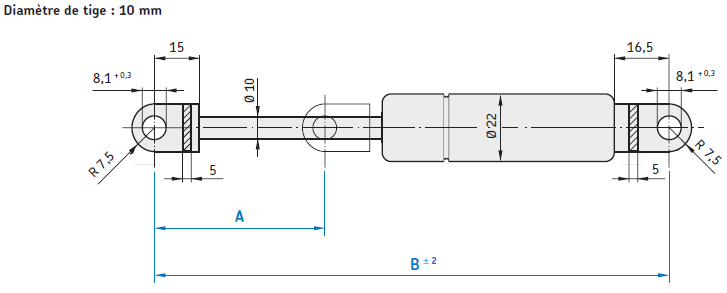 Diamètre de tige : 10 mm
15
16,5
8,1 +0,3
Ø 10
8,1 +0,3
Ø 22
R 7,5
5
5
R 7,5
A
B ± 2